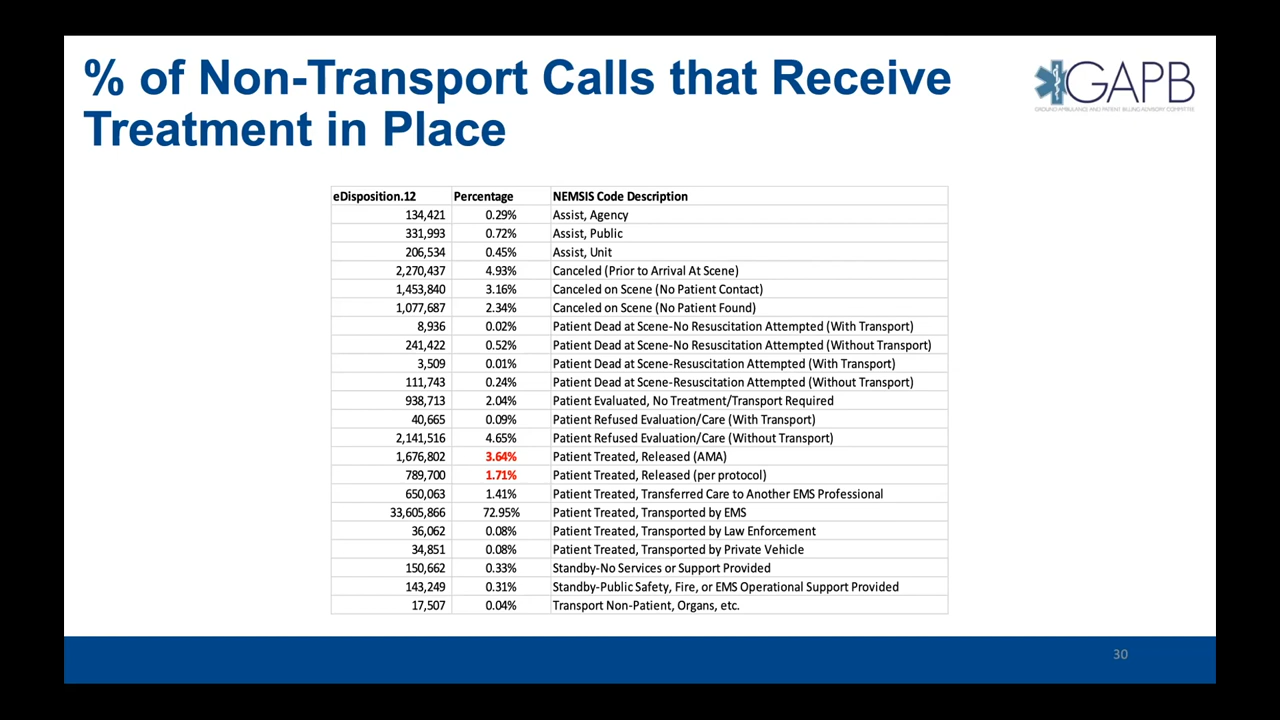 % of Non-Transport Calls that Receive
Treatment in Place
GAPB
GROUND AMBULANCE AND PATIENT BILLING ADVISORY COMMITTEE
eDisposition.12 Percentage NEMSIS Code Description
134,421 0.29% Assist, Agency
331,993 0.72% Assist, Public
206,534 0.45% Assist, Unit
2,270,437 4.93% Canceled (Prior to Arrival At Scene)
1,453,840 3.16% Canceled on Scene (No Patient Contact)
1,077,687 2.34% Canceled on Scene (No Patient Found)
8,936 0.02% Patient Dead at Scene-No Resuscitation Attempted (With Transport)
241,422 0.52% Patient Dead at Scene-No Resuscitation Attempted (Without Transport)
3,509 0.01% Patient Dead at Scene-Resuscitation Attempted (With Transport)
111,743 0.24% Patient Dead at Scene-Resuscitation Attempted (Without Transport)
938,713 2.04% Patient Evaluated, No Treatment/Transport Required
40,665 0.09% Patient Refused Evaluation/Care (With Transport)
2,141,516 4.65% Patient Refused Evaluation/Care (Without Transport)
1,676,802 3.64% Patient Treated, Released (AMA)
789,700 1.71% Patient Treated, Released (per protocol)
650,063 1.41% Patient Treated, Transferred Care to Another EMS Professional
33,605,866 72.95% Patient Treated, Transported by EMS
36,062 0.08% Patient Treated, Transported by Law Enforcement
34,851 0.08% Patient Treated, Transported by Private Vehicle
150,662 0.33% Standby-No Services or Support Provided
143,249 0.31% Standby-Public Safety, Fire, or EMS Operational Support Provided
17,507 0.04% Transport Non-Patient, Organs, etc.
30